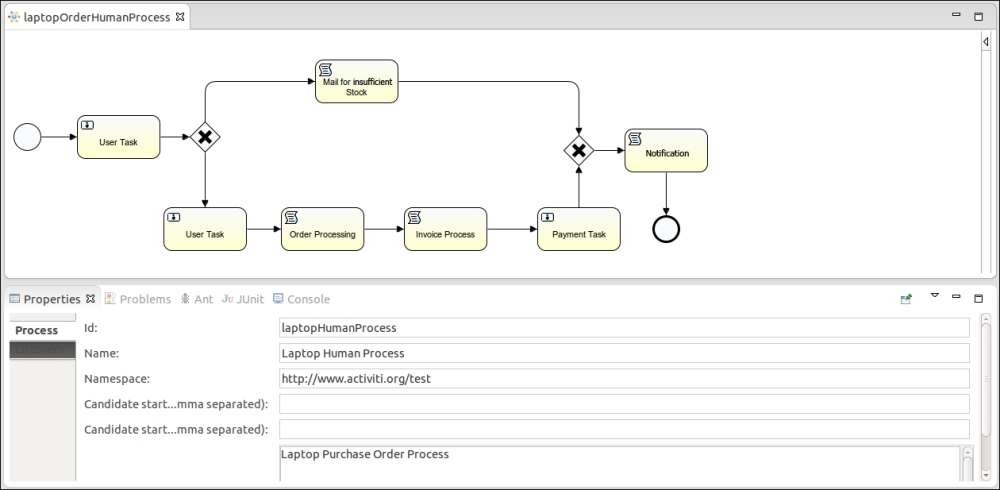 laptopOrderHumanProcess
Mail for insufficient
Stock
User Task
Notification
User Task
Order Processing
Invoice Process
Payment Task
Properties
Problems
Ant
JUnit
Console
Process
Id:
laptopHumanProcess
Name:
Laptop Human Process
Namespace:
http://www.activiti.org/test
Candidate start...mma separated):
Candidate start...mma separated):
Laptop Purchase Order Process